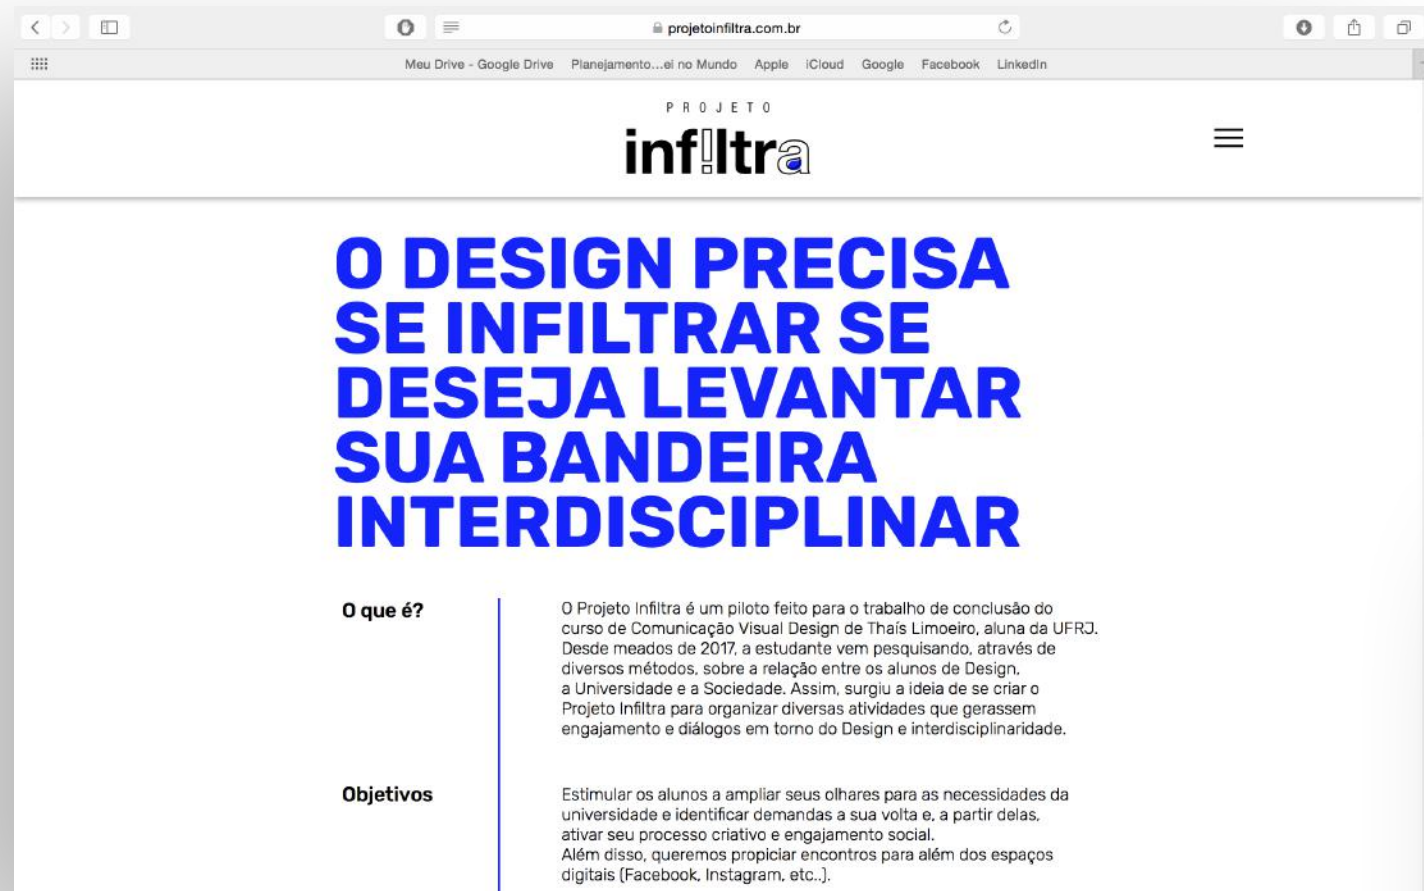 projetoinfiltra.com.br
Meu Drive - Google Drive Planejamento...ei no Mundo Apple iCloud Google Facebook LinkedIn
PROJETO
inf!ltra
O DESIGN PRECISA
SE INFILTRAR SE
DESEJA LEVANTAR
SUA BANDEIRA
INTERDISCIPLINAR
O que é?
O Projeto Infiltra é um piloto feito para o trabalho de conclusão do
curso de Comunicação Visual Design de Thaís Limoeiro, aluna da UFRJ.
Desde meados de 2017, a estudante vem pesquisando, através de
diversos métodos, sobre a relação entre os alunos de Design,
a Universidade e a Sociedade. Assim, surgiu a ideia de se criar o
Projeto Infiltra para organizar diversas atividades que gerassem
engajamento e diálogos em torno do Design e interdisciplinaridade.
Objetivos
Estimular os alunos a ampliar seus olhares para as necessidades da
universidade e identificar demandas a sua volta e, a partir delas,
ativar seu processo criativo e engajamento social.
Além disso, queremos propiciar encontros para além dos espaços
digitais (Facebook, Instagram, etc..).